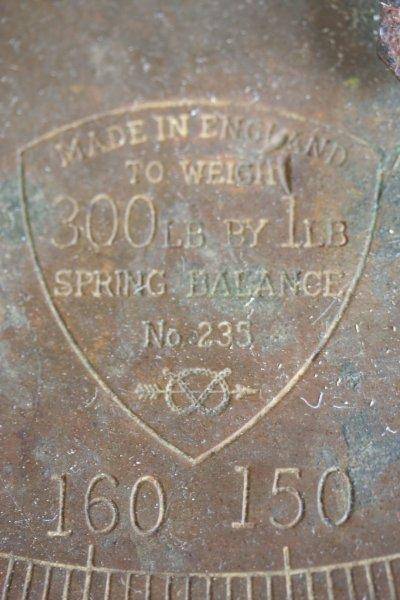 MADE IN ENGLAND
TO WEIGH
300LB BY 1LB
SPRING BALANCE
No. 235
160 150